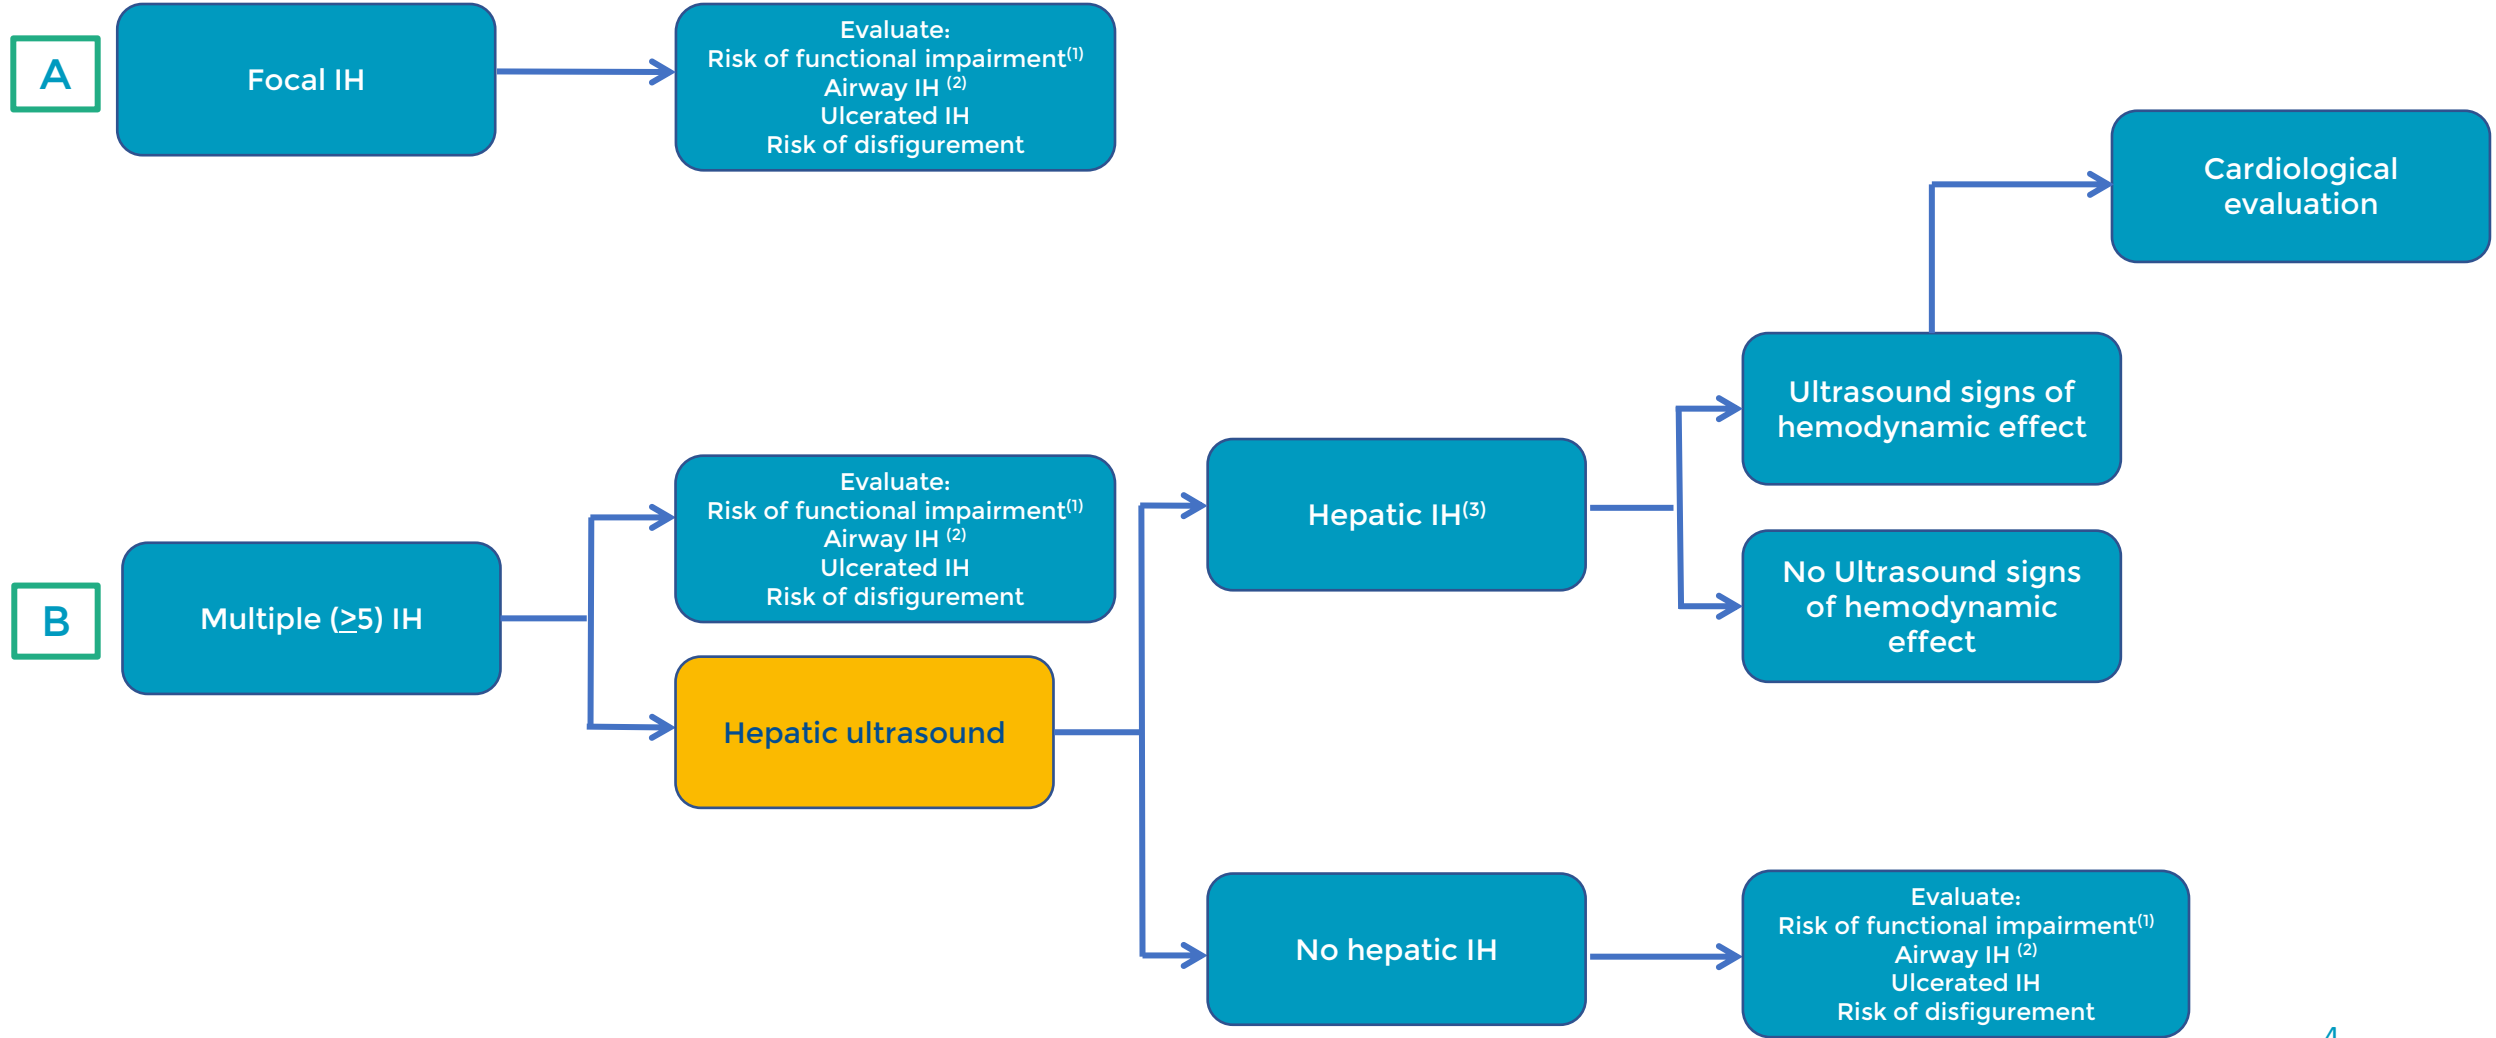 A
Focal IH
Evaluate:
Risk of functional impairment(1)
Airway IH (2)
Ulcerated IH
Risk of disfigurement
Cardiological
evaluation
B
Multiple (≥5) IH
Evaluate:
Risk of functional impairment(1)
Airway IH (2)
Ulcerated IH
Risk of disfigurement
Hepatic ultrasound
Hepatic IH(3)
Ultrasound signs of
hemodynamic effect
No Ultrasound signs
of hemodynamic
effect
No hepatic IH
Evaluate:
Risk of functional impairment(1)
Airway IH (2)
Ulcerated IH
Risk of disfigurement
4